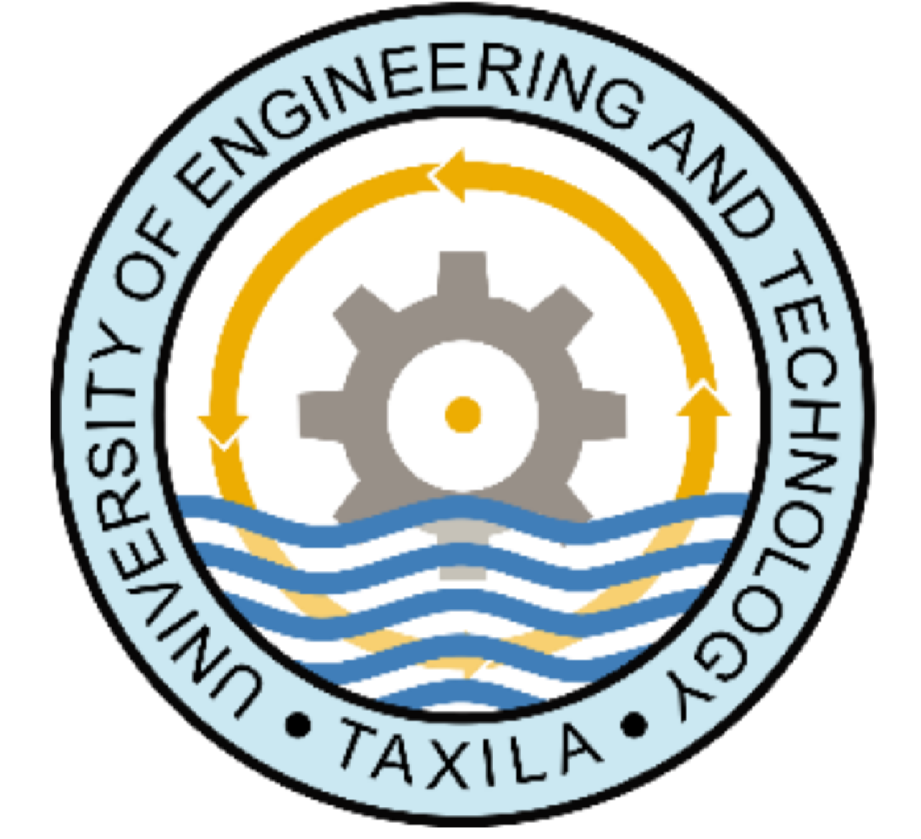 UNIVERSITY OF ENGINEERING AND TECHNOLOGY
• TAXILA •